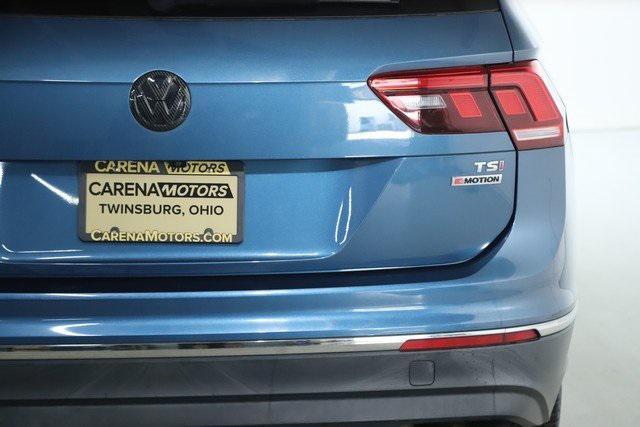 CARENA MOTORS
CARENAMOTORS
TWINSBURG, OHIO
CARENAMOTORS.COM
TSI
4MOTION